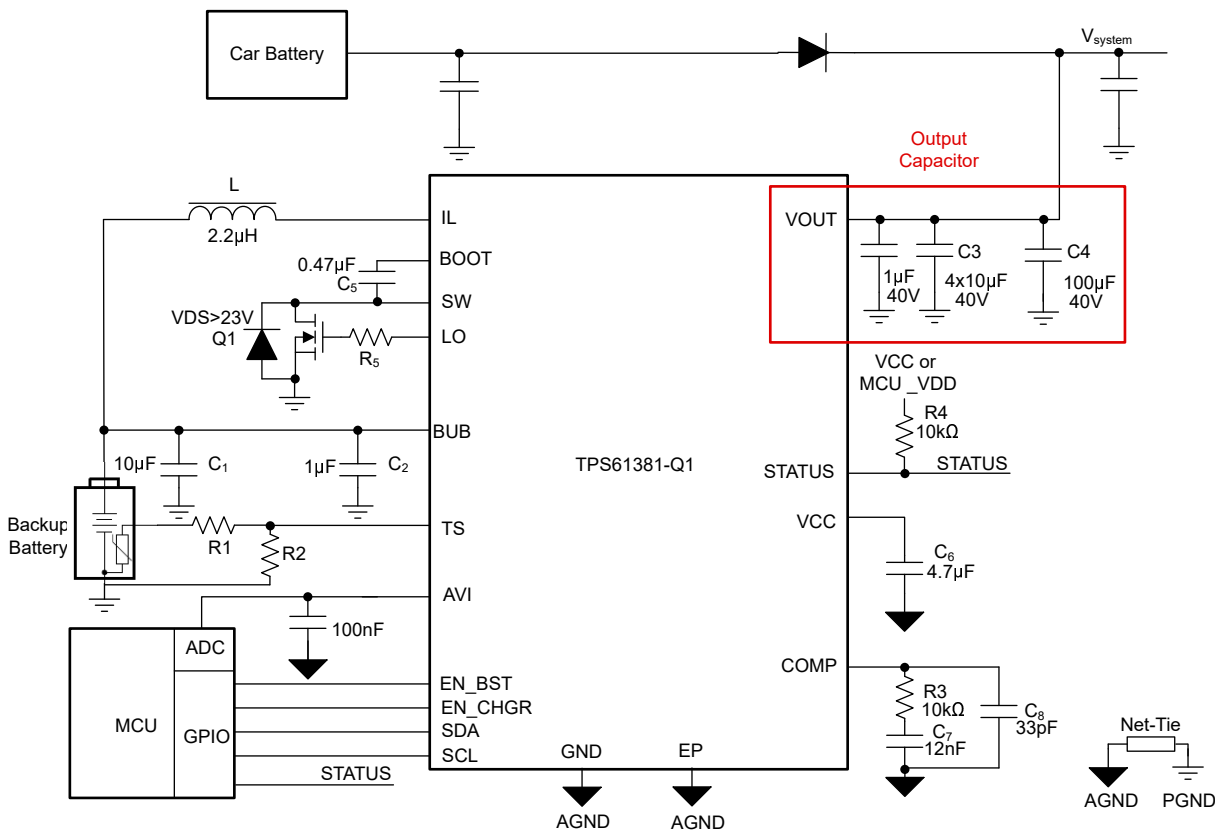 Car Battery
Vsystem
Output
Capacitor
L
2.2µH
IL
BOOT
0.47µF
C5
SW
VDS>23V
Q1
LO
R5
VOUT
1µF
40V
C3
4x10µF
40V
C4
100µF
40V
VCC or
MCU _VDD
R4
10kΩ
STATUS
STATUS
BUB
10µF
C1
1µF
C2
TPS61381-Q1
Backup
Battery
R1
R2
TS
VCC
C6
4.7µF
AVI
100nF
ADC
MCU
GPIO
EN_BST
EN_CHGR
SDA
SCL
STATUS
COMP
R3
10kΩ
C7
12nF
C8
33pF
GND
EP
AGND
AGND
Net-Tie
AGND
PGND